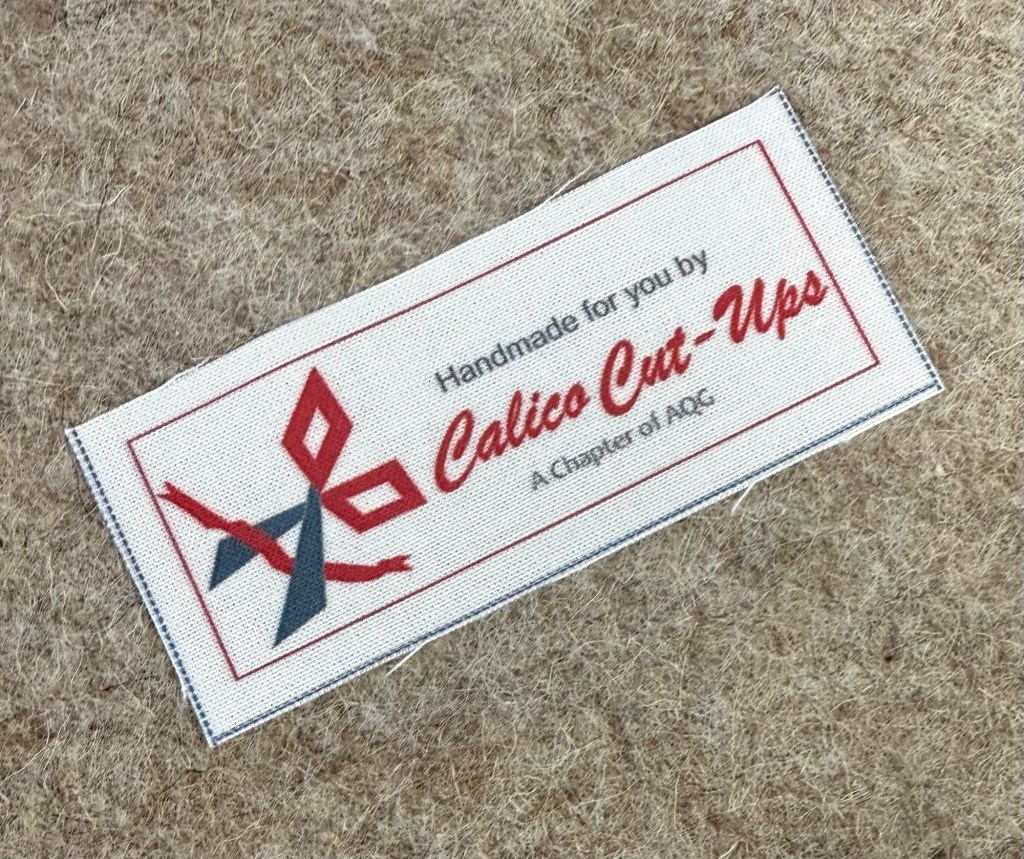 Handmade for you by
Calico Cut-Ups
A Chapter of AQG